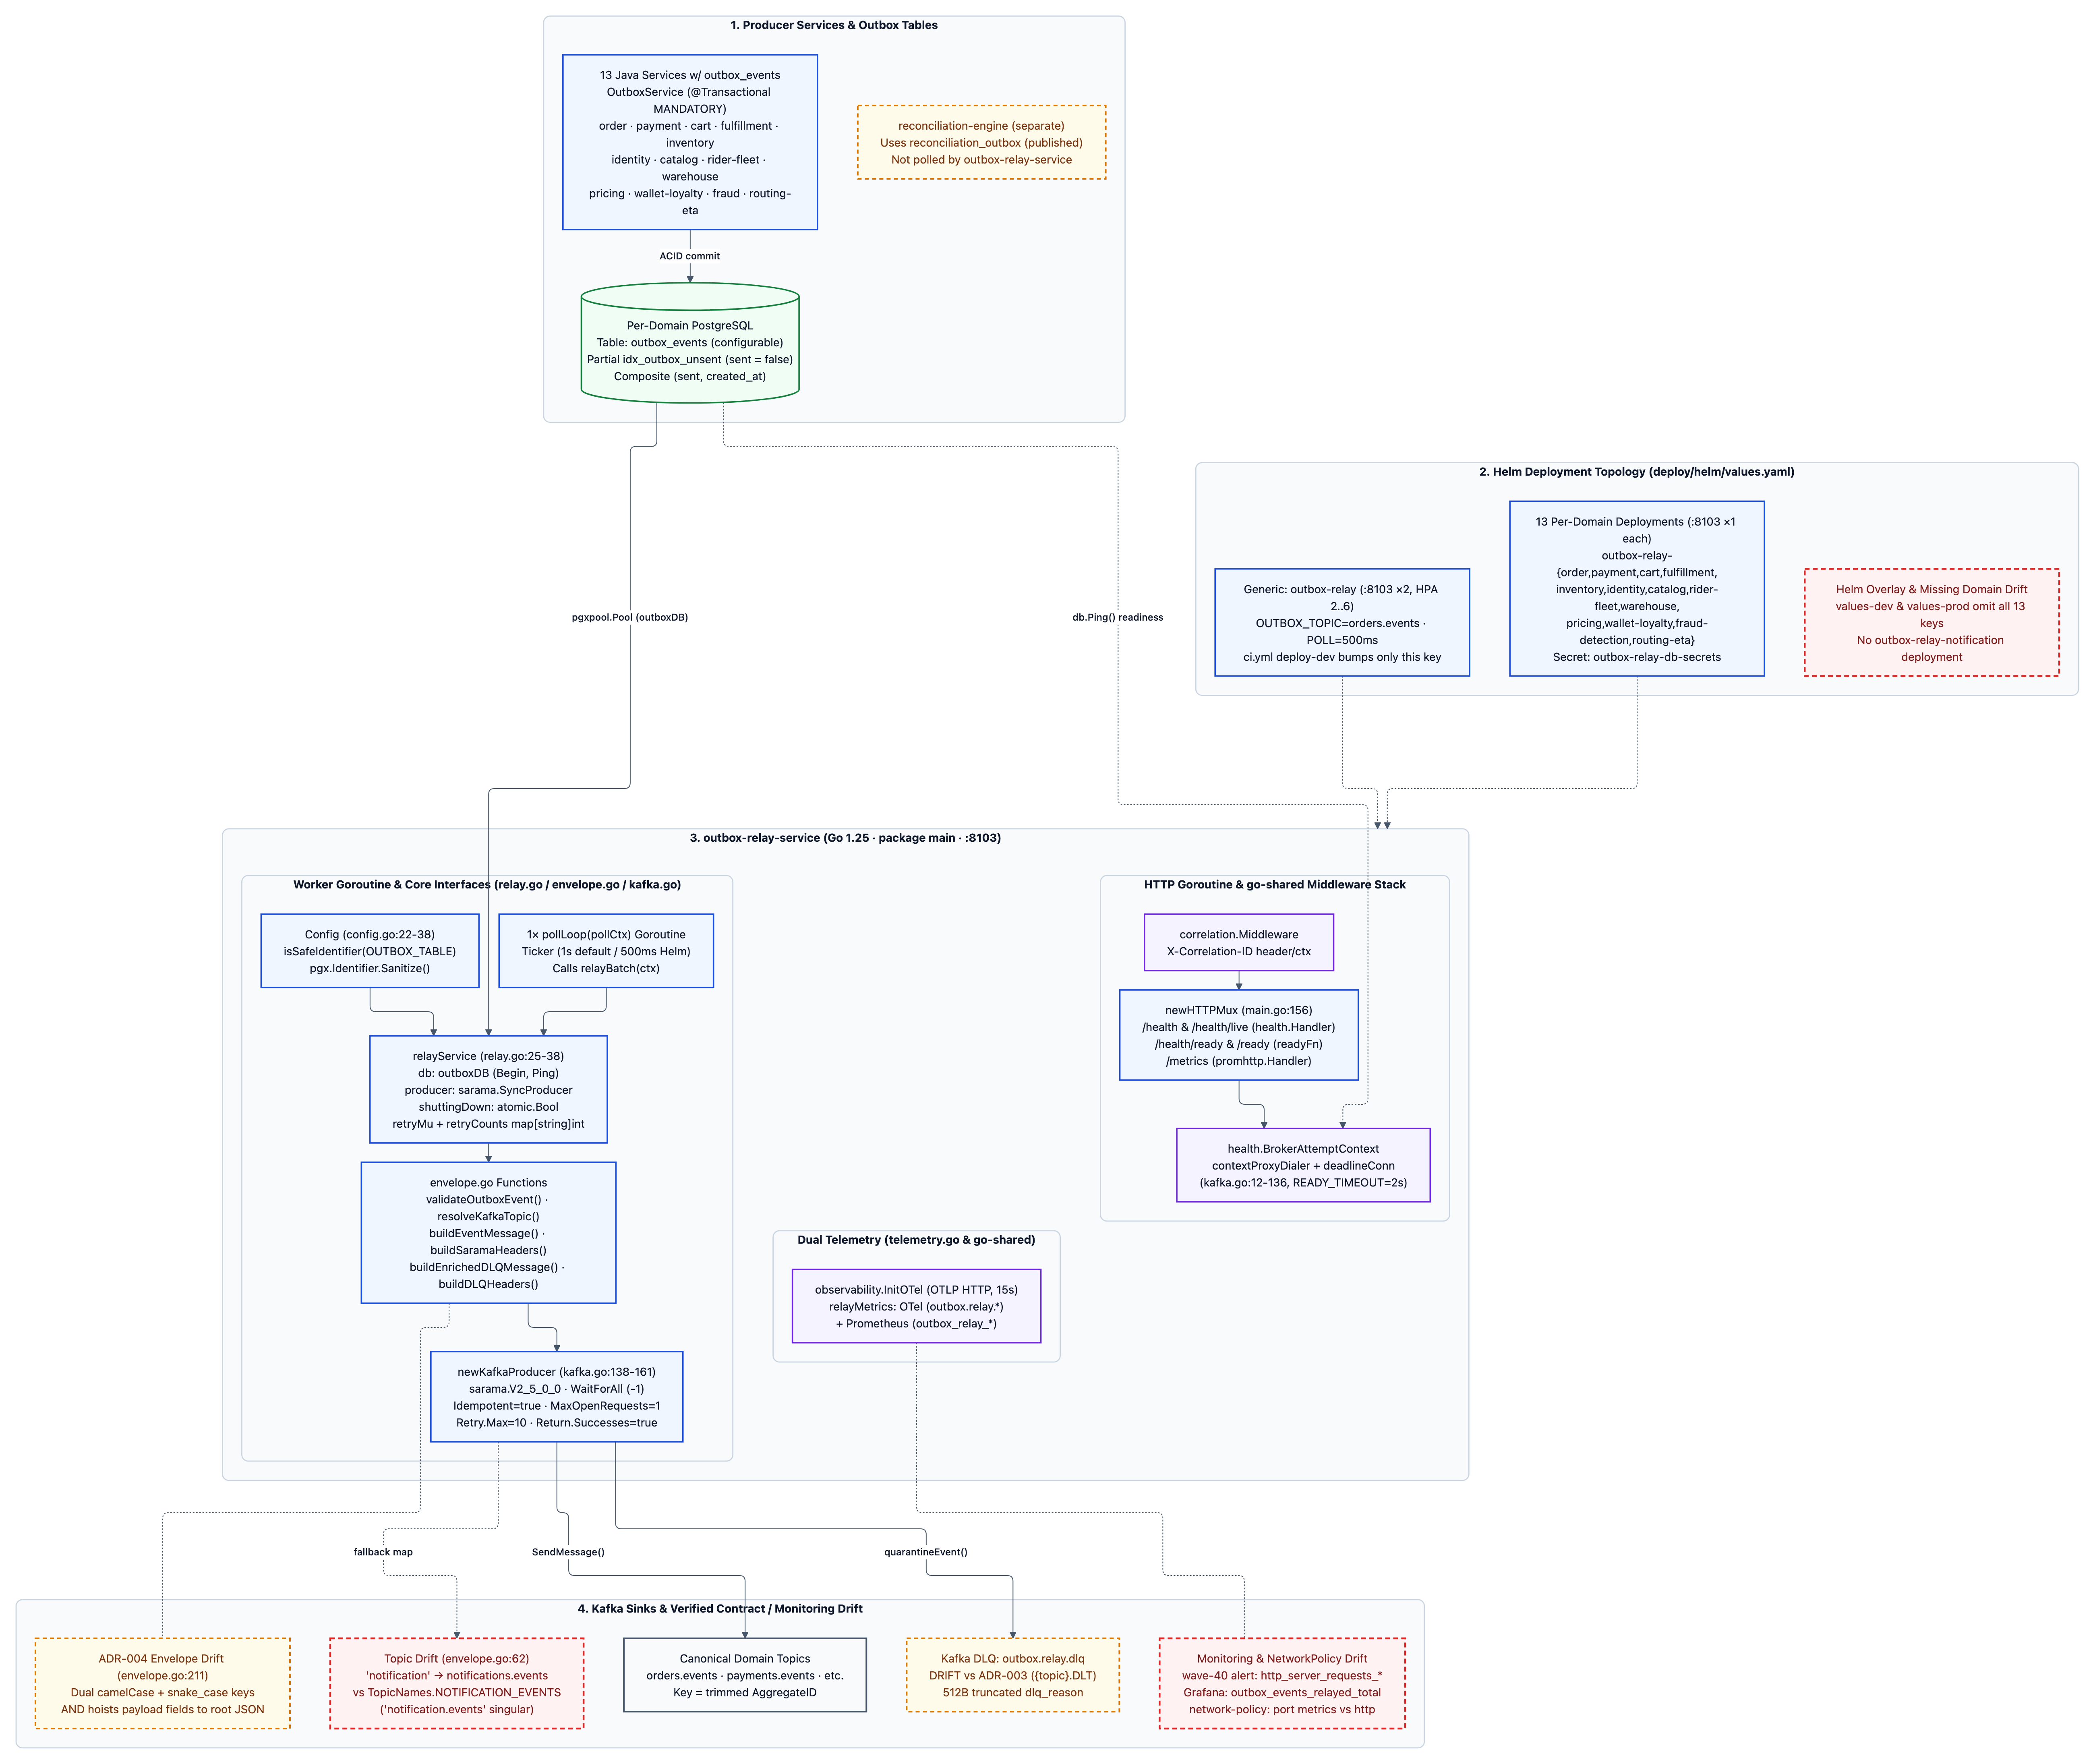 1. Producer Services & Outbox Tables
13 Java Services w/ outbox_events
OutboxService (@Transactional
MANDATORY)
order · payment · cart · fulfillment ·
inventory
identity · catalog · rider-fleet ·
warehouse
pricing · wallet-loyalty · fraud · routing-
eta
reconciliation-engine (separate)
Uses reconciliation_outbox (published)
Not polled by outbox-relay-service
ACID commit
Per-Domain PostgreSQL
Table: outbox_events (configurable)
Partial idx_outbox_unsent (sent = false)
Composite (sent, created_at)
2. Helm Deployment Topology (deploy/helm/values.yaml)
Generic: outbox-relay (:8103 ×2, HPA
2..6)
OUTBOX_TOPIC=orders.events ·
POLL=500ms
ci.yml deploy-dev bumps only this key
13 Per-Domain Deployments (:8103 ×1
each)
outbox-relay-
{order,payment,cart,fulfillment,
inventory,identity,catalog,rider-
fleet,warehouse,
pricing,wallet-loyalty,fraud-
detection,routing-eta}
Secret: outbox-relay-db-secrets
Helm Overlay & Missing Domain Drift
values-dev & values-prod omit all 13
keys
No outbox-relay-notification
deployment
pgxpool.Pool (outboxDB)
db.Ping() readiness
3. outbox-relay-service (Go 1.25 · package main · :8103)
Worker Goroutine & Core Interfaces (relay.go / envelope.go / kafka.go)
Config (config.go:22-38)
isSafeIdentifier(OUTBOX_TABLE)
pgx.Identifier.Sanitize()
1× pollLoop(pollCtx) Goroutine
Ticker (1s default / 500ms Helm)
Calls relayBatch(ctx)
relayService (relay.go:25-38)
db: outboxDB (Begin, Ping)
producer: sarama.SyncProducer
shuttingDown: atomic.Bool
retryMu + retryCounts map[string]int
envelope.go Functions
validateOutboxEvent() ·
resolveKafkaTopic()
buildEventMessage() ·
buildSaramaHeaders()
buildEnrichedDLQMessage() ·
buildDLQHeaders()
newKafkaProducer (kafka.go:138-161)
sarama.V2_5_0_0 · WaitForAll (-1)
Idempotent=true · MaxOpenRequests=1
Retry.Max=10 · Return.Successes=true
Dual Telemetry (telemetry.go & go-shared)
observability.InitOTel (OTLP HTTP, 15s)
relayMetrics: OTel (outbox.relay.*)
+ Prometheus (outbox_relay_*)
HTTP Goroutine & go-shared Middleware Stack
correlation.Middleware
X-Correlation-ID header/ctx
newHTTPMux (main.go:156)
/health & /health/live (health.Handler)
/health/ready & /ready (readyFn)
/metrics (promhttp.Handler)
health.BrokerAttemptContext
contextProxyDialer + deadlineConn
(kafka.go:12-136, READY_TIMEOUT=2s)
fallback map
SendMessage()
quarantineEvent()
4. Kafka Sinks & Verified Contract / Monitoring Drift
ADR-004 Envelope Drift
(envelope.go:211)
Dual camelCase + snake_case keys
AND hoists payload fields to root JSON
Topic Drift (envelope.go:62)
'notification' → notifications.events
vs TopicNames.NOTIFICATION_EVENTS
('notification.events' singular)
Canonical Domain Topics
orders.events · payments.events · etc.
Key = trimmed AggregateID
Kafka DLQ: outbox.relay.dlq
DRIFT vs ADR-003 ({topic}.DLT)
512B truncated dlq_reason
Monitoring & NetworkPolicy Drift
wave-40 alert: http_server_requests_*
Grafana: outbox_events_relayed_total
network-policy: port metrics vs http